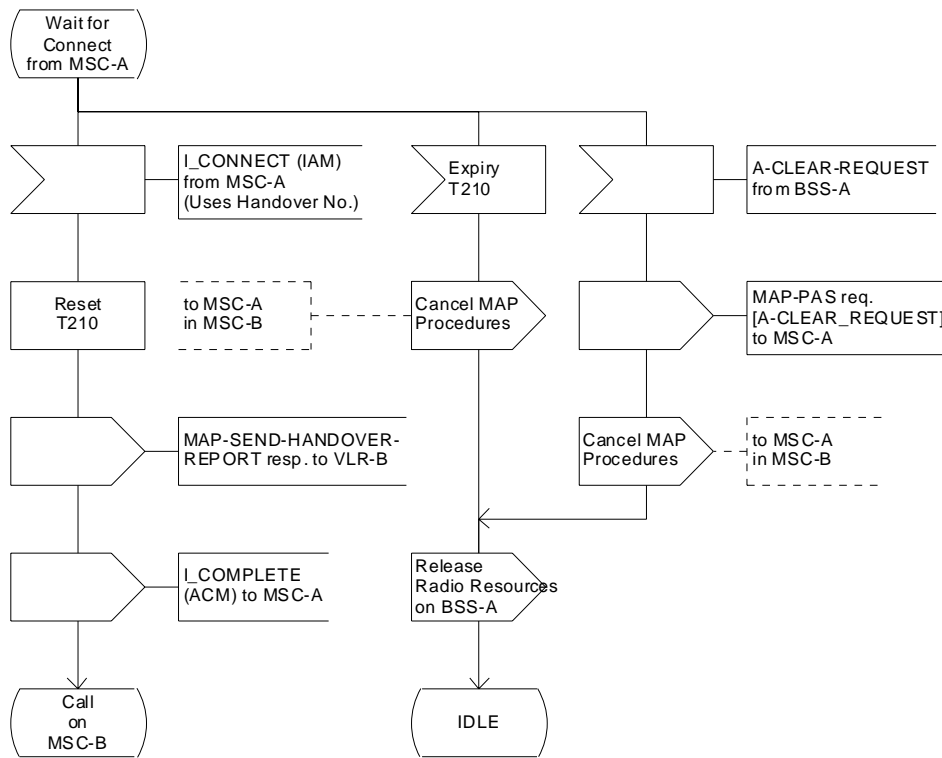 Wait for
Connect
from MSC-A
I_CONNECT (IAM)
from MSC-A
(Uses Handover No.)
Expiry
T210
A-CLEAR-REQUEST
from BSS-A
Reset
T210
to MSC-A
in MSC-B
Cancel MAP
Procedures
MAP-PAS req.
[A-CLEAR_REQUEST]
to MSC-A
MAP-SEND-HANDOVER-
REPORT resp. to VLR-B
Cancel MAP
Procedures
to MSC-A
in MSC-B
I_COMPLETE
(ACM) to MSC-A
Release
Radio Resources
on BSS-A
Call
on
MSC-B
IDLE